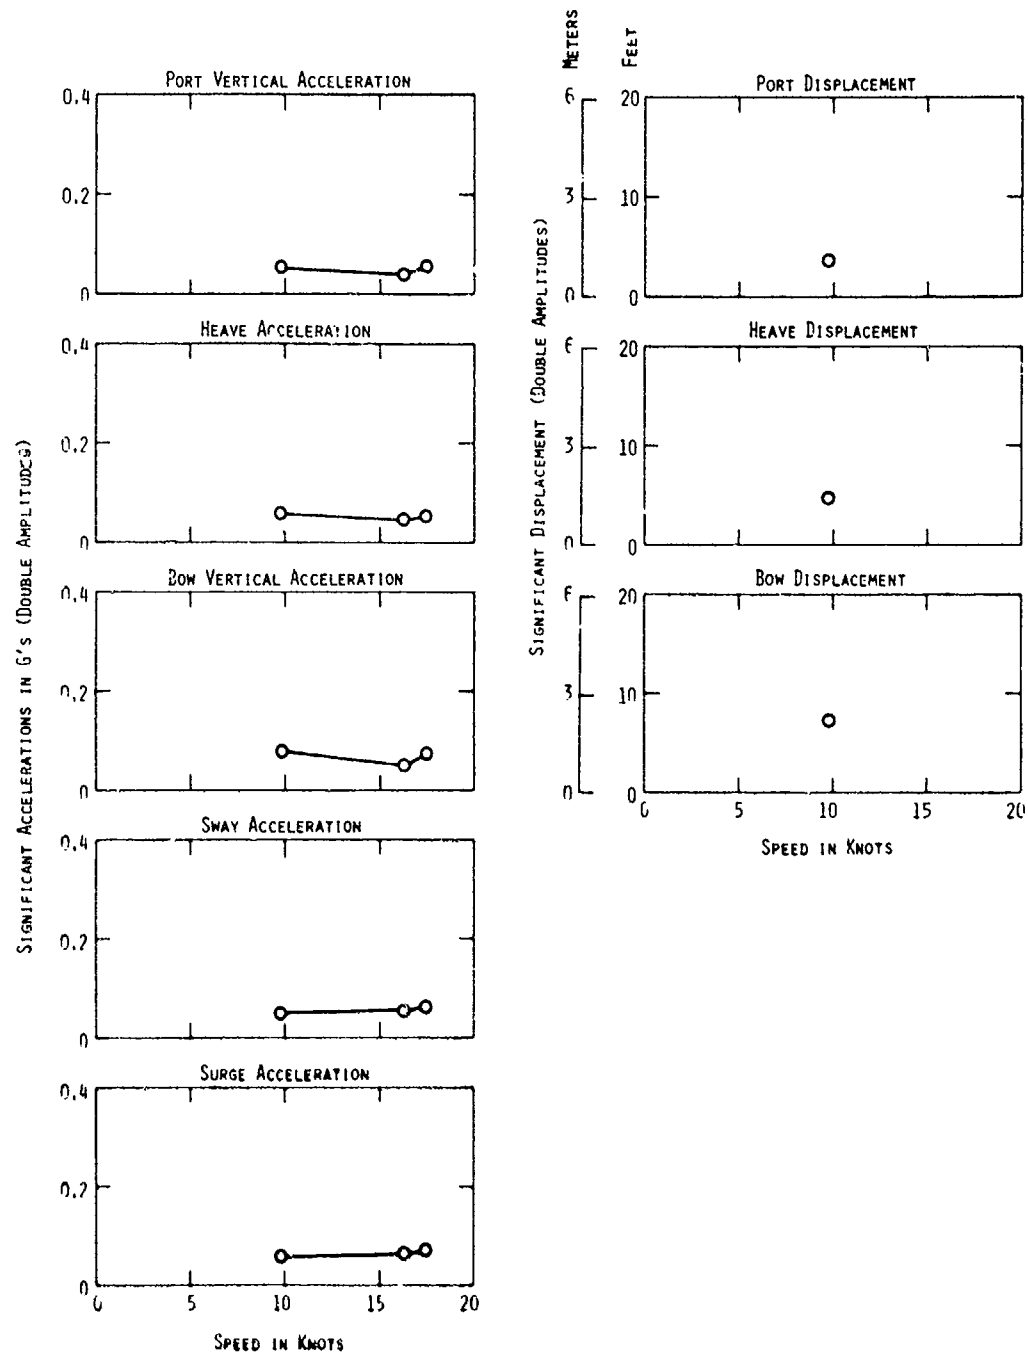 PORT VERTICAL ACCELERATION
0.4
0.2
0
HEAVE ACCELERATION
0.4
0.2
0
BOW VERTICAL ACCELERATION
0.4
0.2
0
SWAY ACCELERATION
0.4
0.2
0
SURGE ACCELERATION
0.4
0.2
0
0 5 10 15 20
SPEED IN KNOTS
SIGNIFICANT ACCELERATIONS IN G'S (DOUBLE AMPLITUDES)
METERS
FEET
PORT DISPLACEMENT
6 20
3 10
0 0
HEAVE DISPLACEMENT
6 20
3 10
0 0
BOW DISPLACEMENT
6 20
3 10
0 0
0 5 10 15 20
SPEED IN KNOTS
SIGNIFICANT DISPLACEMENT (DOUBLE AMPLITUDES)